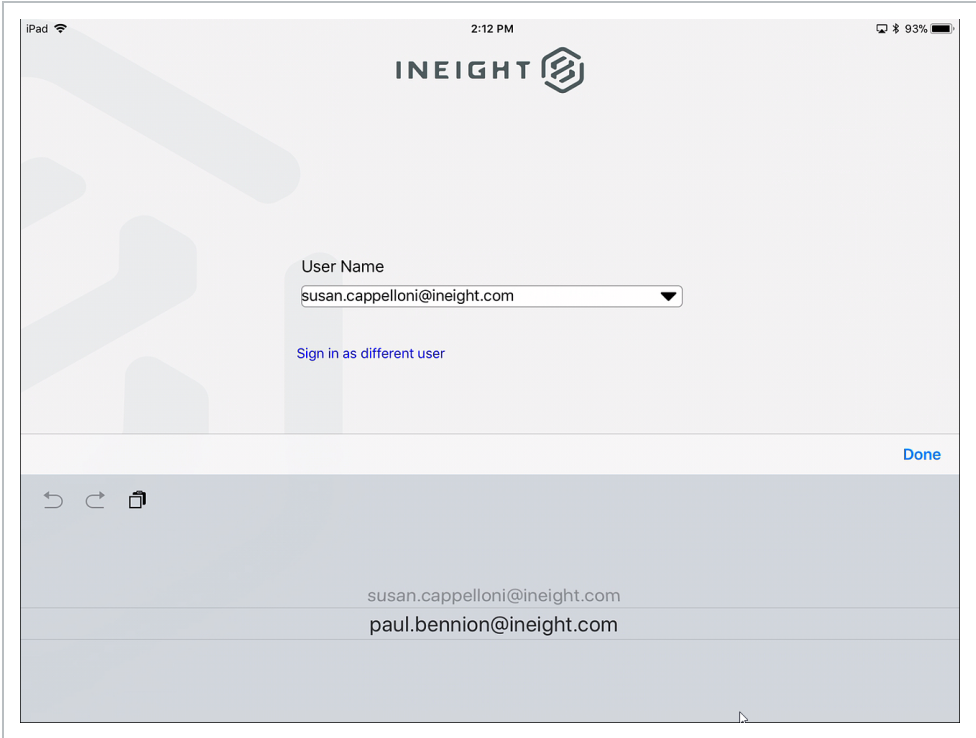 iPad 2:12 PM 93%
INEIGHT
User Name
susan.cappelloni@ineight.com
Sign in as different user
Done
susan.cappelloni@ineight.com
paul.bennion@ineight.com